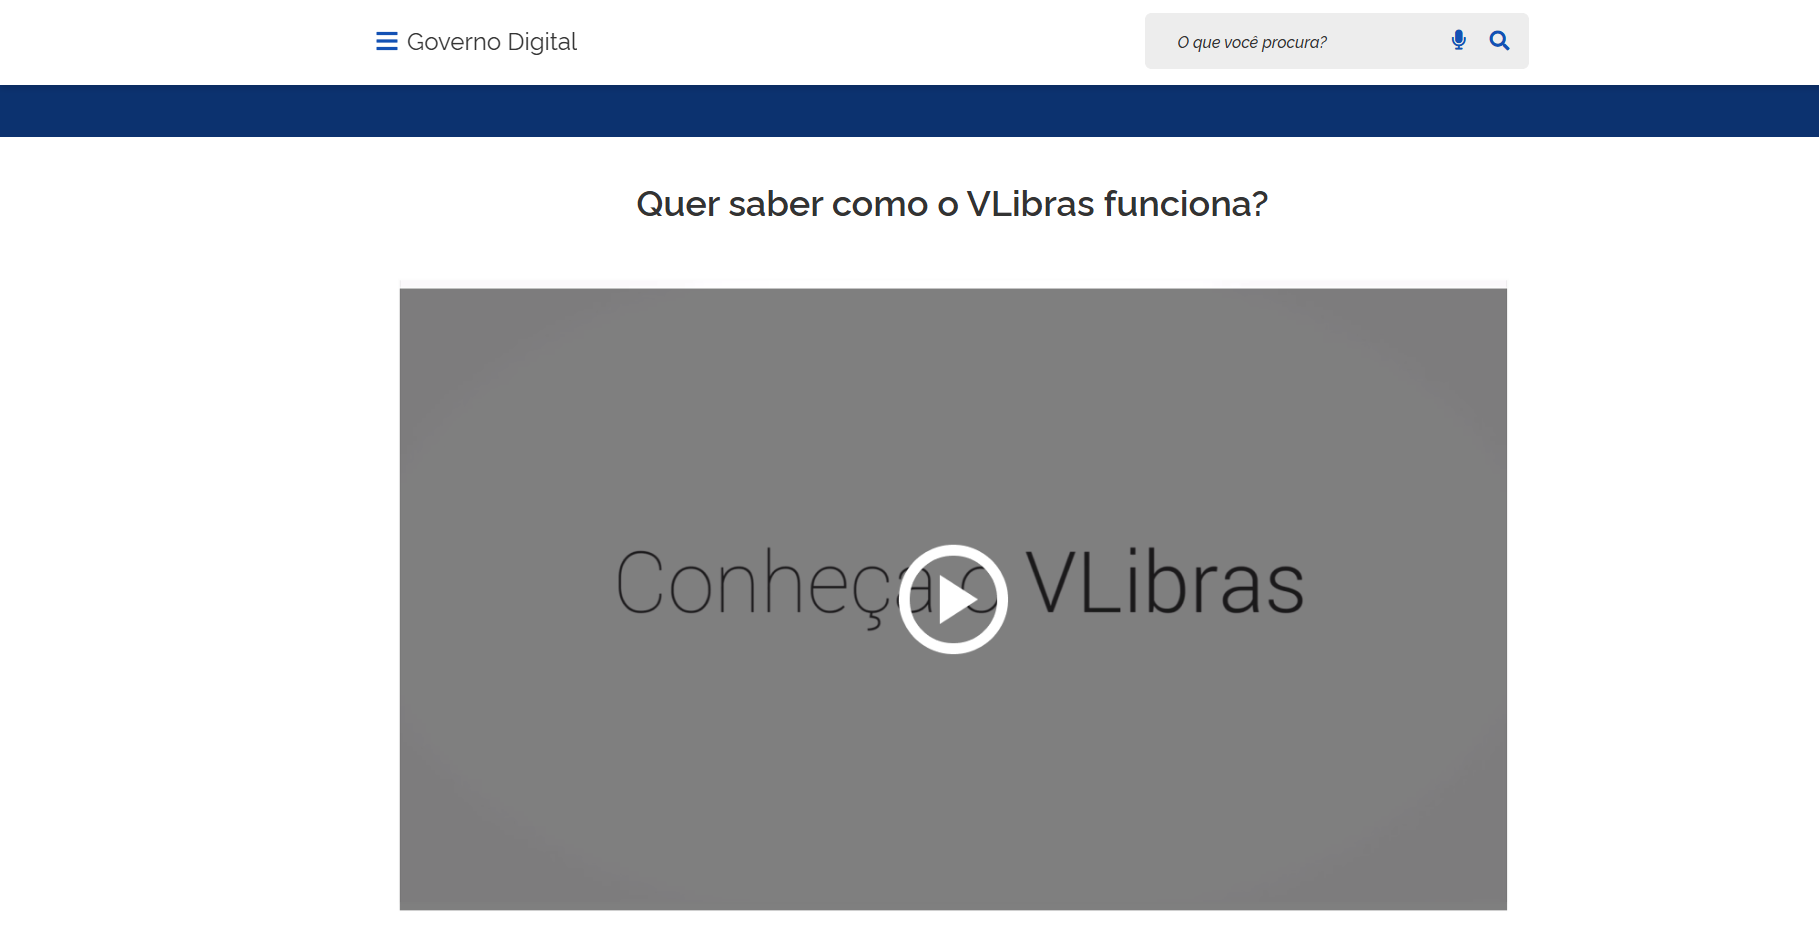 Governo Digital
O que você procura?
Quer saber como o VLibras funciona?
Conheça o VLibras